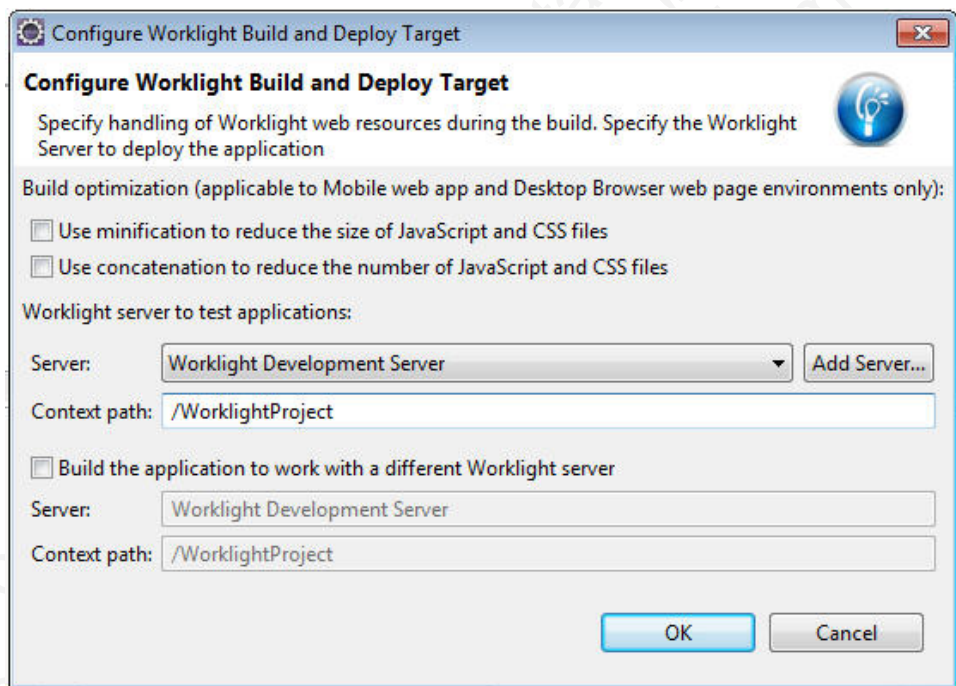 Configure Worklight Build and Deploy Target
Configure Worklight Build and Deploy Target
Specify handling of Worklight web resources during the build. Specify the Worklight
Server to deploy the application
Build optimization (applicable to Mobile web app and Desktop Browser web page environments only):
Use minification to reduce the size of JavaScript and CSS files
Use concatenation to reduce the number of JavaScript and CSS files
Worklight server to test applications:
Server: Worklight Development Server Add Server...
Context path: /WorklightProject
Build the application to work with a different Worklight server
Server: Worklight Development Server
Context path: /WorklightProject
OK Cancel